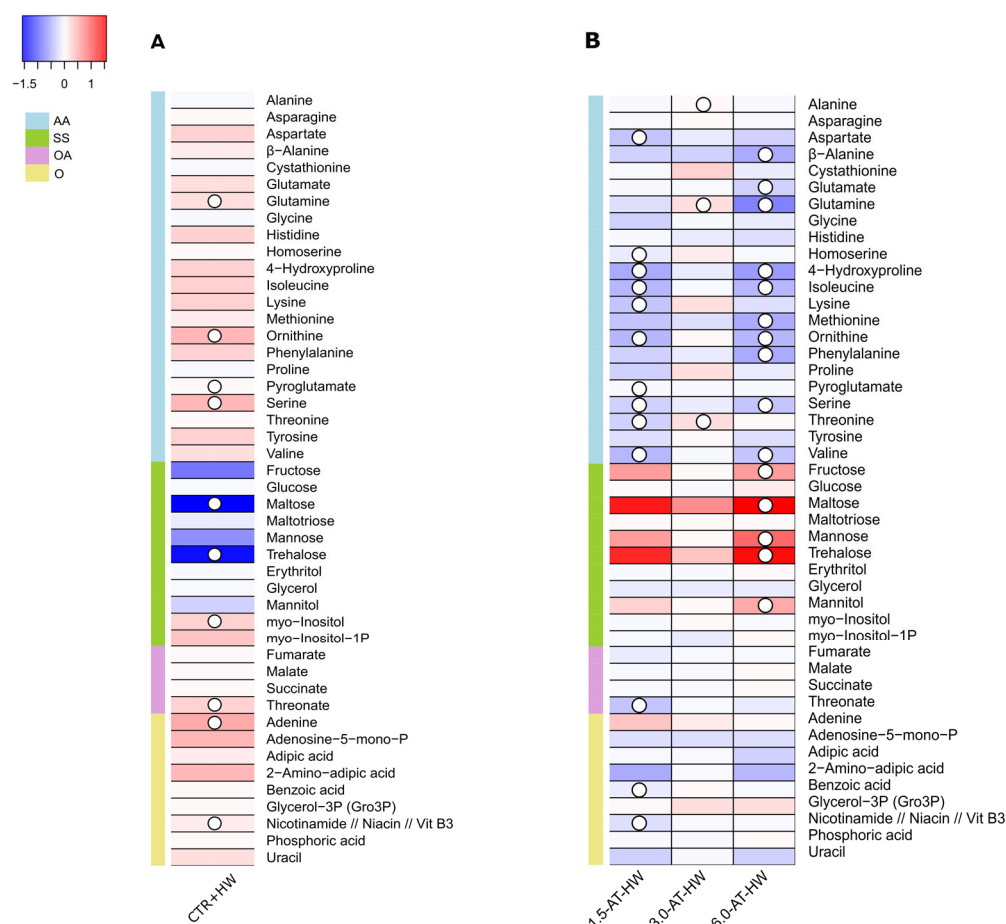 A
B
−1.5 0 1
AA
SS
OA
O
Alanine
Asparagine
Aspartate
β−Alanine
Cystathionine
Glutamate
Glutamine
Glycine
Histidine
Homoserine
4−Hydroxyproline
Isoleucine
Lysine
Methionine
Ornithine
Phenylalanine
Proline
Pyroglutamate
Serine
Threonine
Tyrosine
Valine
Fructose
Glucose
Maltose
Maltotriose
Mannose
Trehalose
Erythritol
Glycerol
Mannitol
myo−Inositol
myo−Inositol−1P
Fumarate
Malate
Succinate
Threonate
Adenine
Adenosine−5−mono−P
Adipic acid
2−Amino−adipic acid
Benzoic acid
Glycerol−3P (Gro3P)
Nicotinamide // Niacin // Vit B3
Phosphoric acid
Uracil
CTR+HW
Alanine
Asparagine
Aspartate
β−Alanine
Cystathionine
Glutamate
Glutamine
Glycine
Histidine
Homoserine
4−Hydroxyproline
Isoleucine
Lysine
Methionine
Ornithine
Phenylalanine
Proline
Pyroglutamate
Serine
Threonine
Tyrosine
Valine
Fructose
Glucose
Maltose
Maltotriose
Mannose
Trehalose
Erythritol
Glycerol
Mannitol
myo−Inositol
myo−Inositol−1P
Fumarate
Malate
Succinate
Threonate
Adenine
Adenosine−5−mono−P
Adipic acid
2−Amino−adipic acid
Benzoic acid
Glycerol−3P (Gro3P)
Nicotinamide // Niacin // Vit B3
Phosphoric acid
Uracil
1.5-AT-HW
3.0-AT-HW
6.0-AT-HW